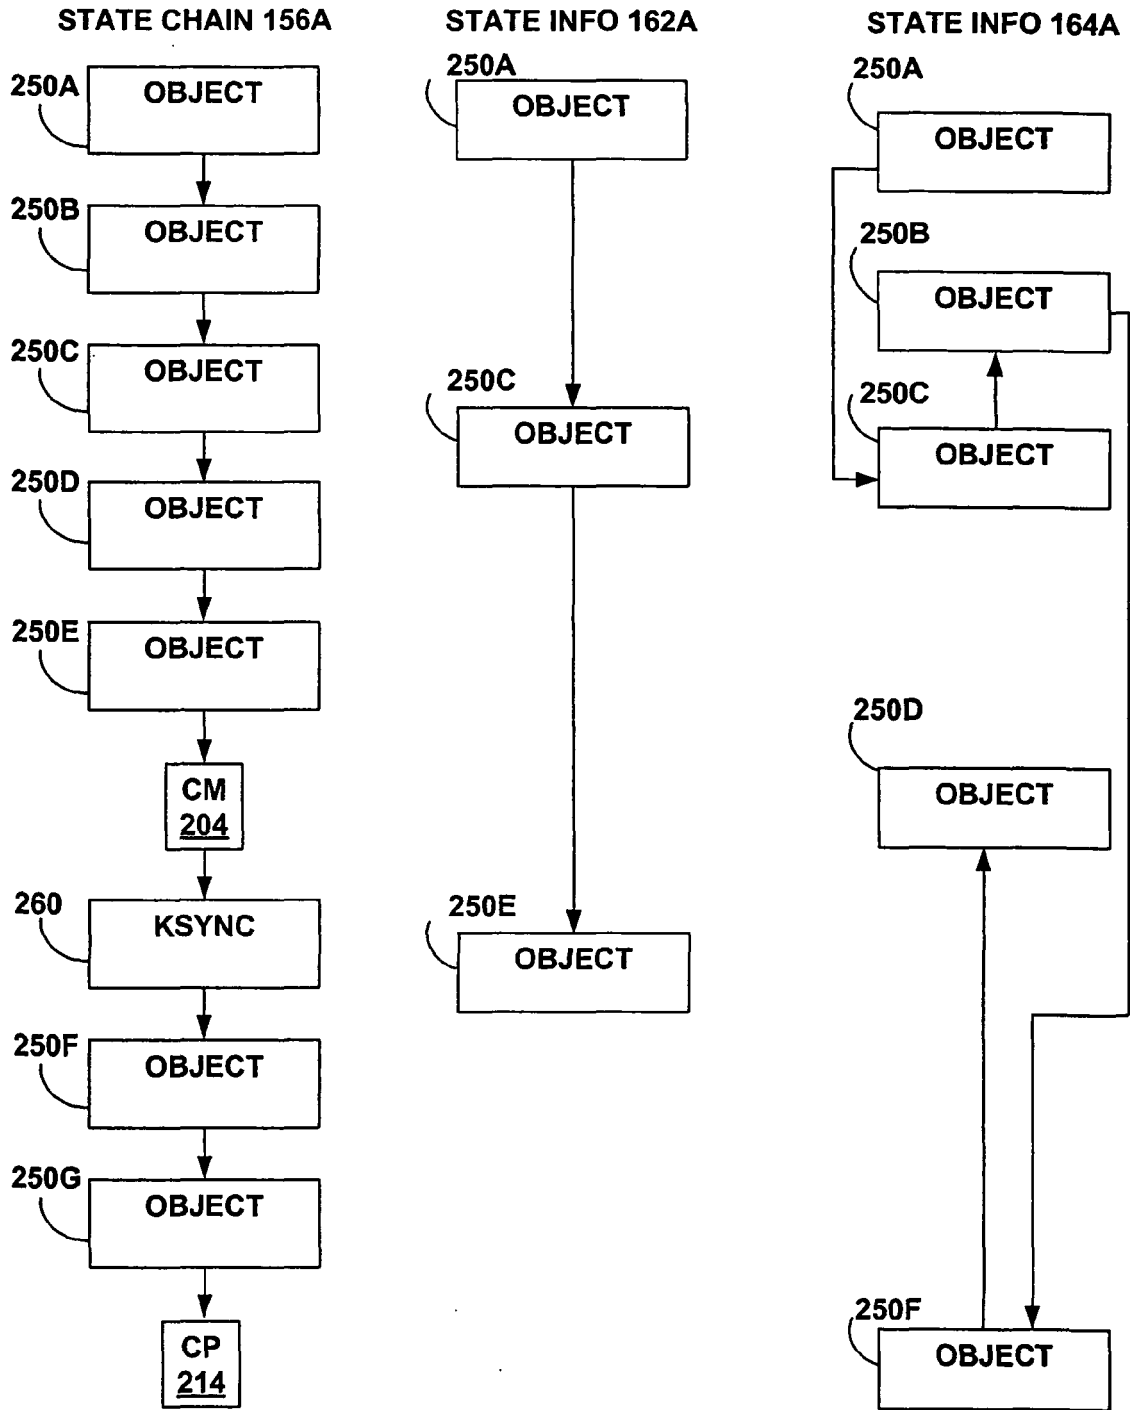 STATE CHAIN 156A
250A
OBJECT
250B
OBJECT
250C
OBJECT
250D
OBJECT
250E
OBJECT
CM
204
260
KSYNC
250F
OBJECT
250G
OBJECT
CP
214
STATE INFO 162A
250A
OBJECT
250C
OBJECT
250E
OBJECT
STATE INFO 164A
250A
OBJECT
250B
OBJECT
250C
OBJECT
250D
OBJECT
250F
OBJECT